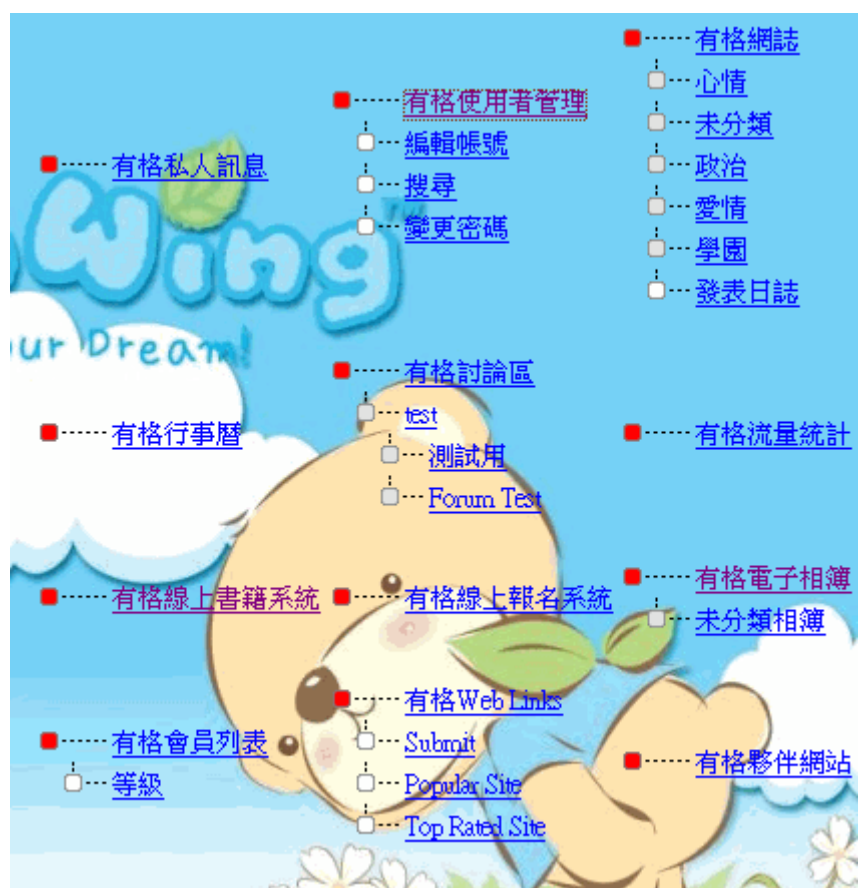 有格私人訊息
有格使用者管理
編輯帳號
搜尋
變更密碼
有格網誌
心情
未分類
政治
愛情
學園
發表日誌
Wing™
ur Dream!
有格行事曆
有格討論區
test
測試用
Forum Test
有格流量統計
有格線上書籍系統
有格線上報名系統
有格電子相簿
未分類相簿
有格會員列表
等級
有格Web Links
Submit
Popular Site
Top Rated Site
有格夥伴網站